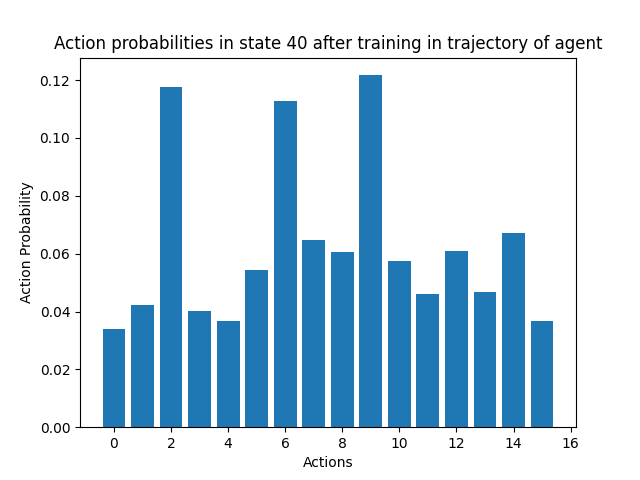 Action probabilities in state 40 after training in trajectory of agent
0.12
0.10
0.08
0.06
0.04
0.02
0.00
Action Probability
0 2 4 6 8 10 12 14 16
Actions